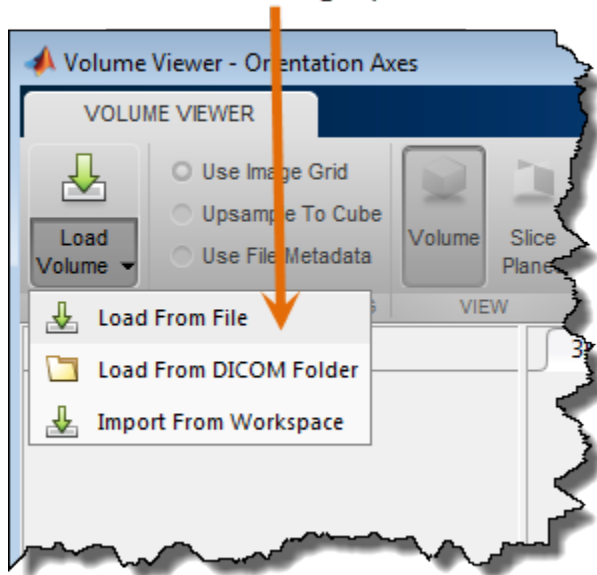 Volume Viewer - Orientation Axes
VOLUME VIEWER
Use Image Grid
Upsample To Cube
Use File Metadata
Load
Volume
Volume
Slice
VIEW
Load From File
Load From DICOM Folder
Import From Workspace